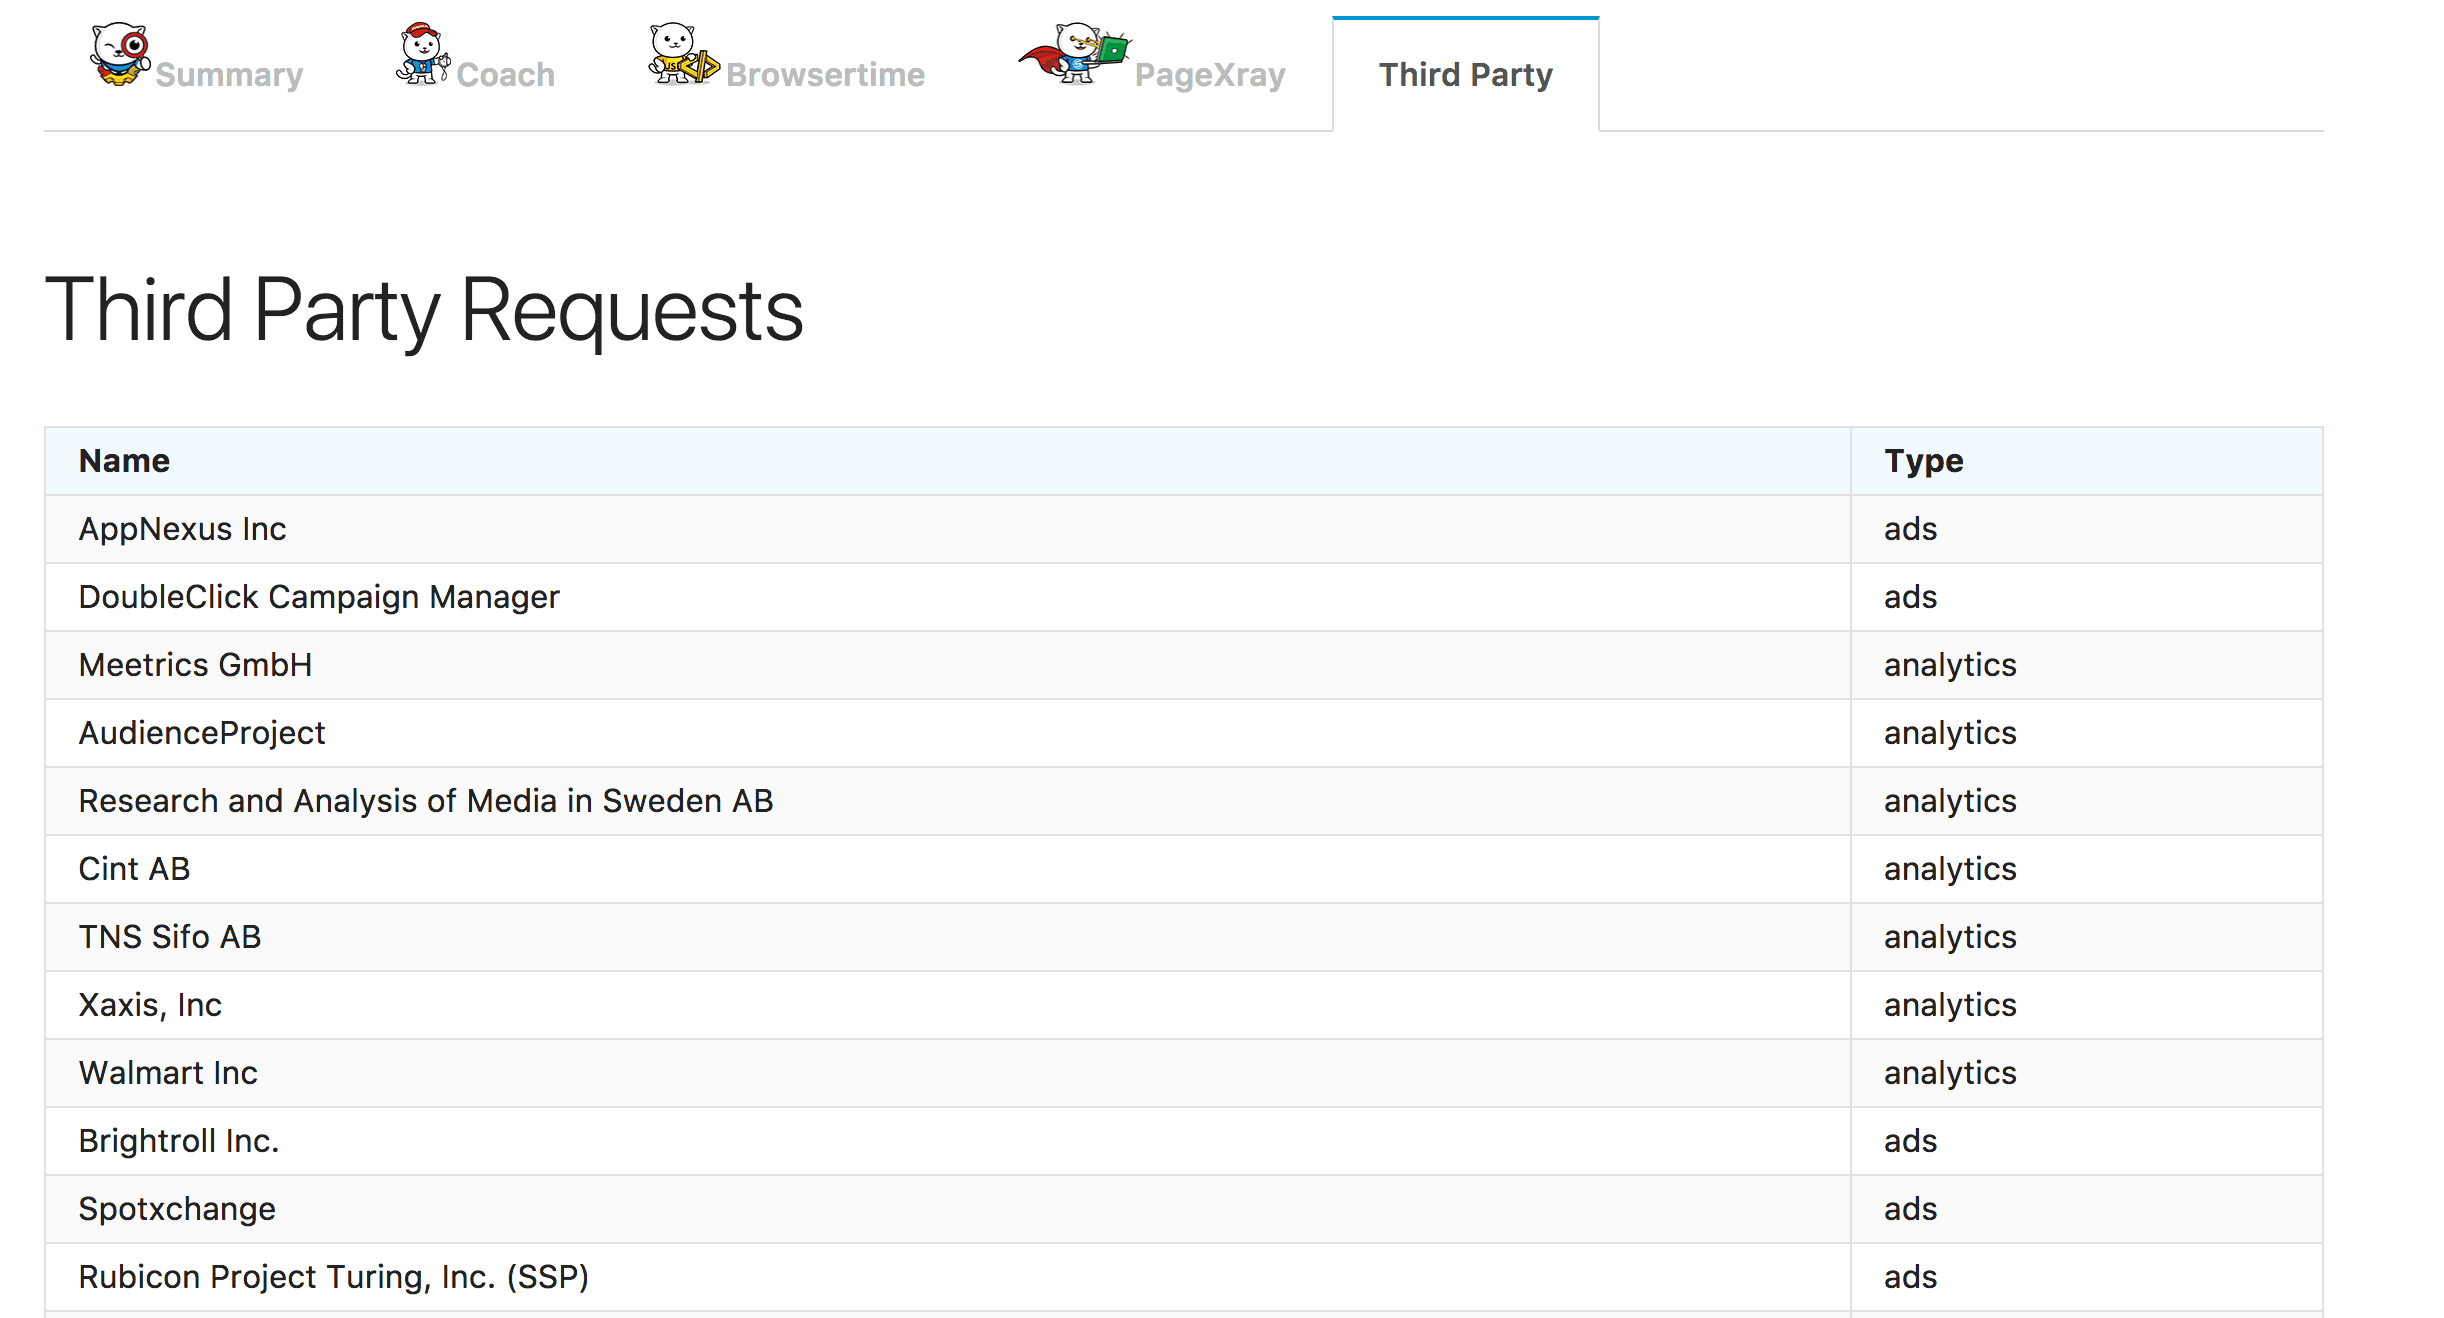 Summary Coach Browsertime PageXray Third Party
Third Party Requests
Name Type
AppNexus Inc ads
DoubleClick Campaign Manager ads
Meetrics GmbH analytics
AudienceProject analytics
Research and Analysis of Media in Sweden AB analytics
Cint AB analytics
TNS Sifo AB analytics
Xaxis, Inc analytics
Walmart Inc analytics
Brightroll Inc. ads
Spotxchange ads
Rubicon Project Turing, Inc. (SSP) ads